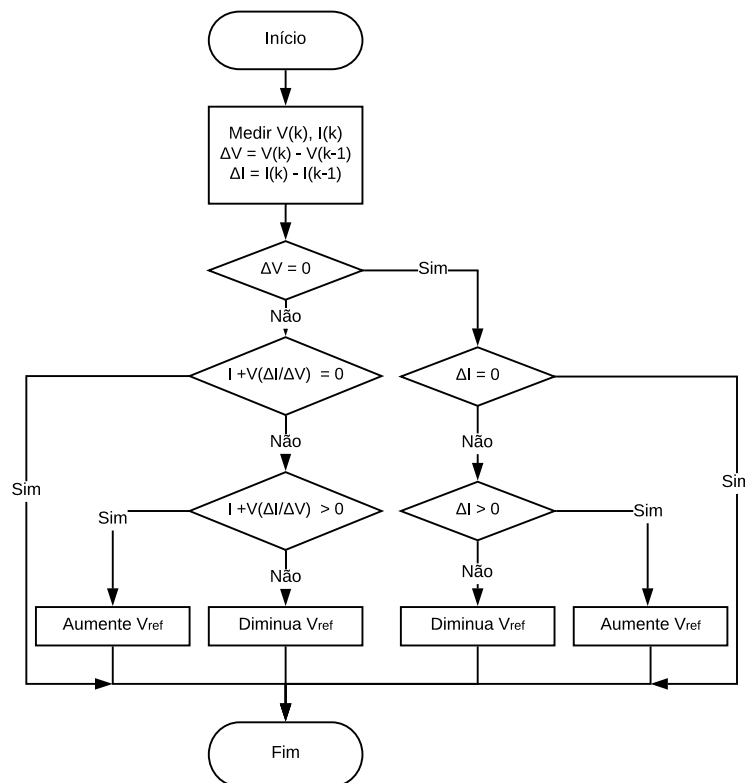 Início
Medir V(k), I(k)
ΔV = V(k) - V(k-1)
ΔI = I(k) - I(k-1)
ΔV = 0
Sim
Não
I +V(ΔI/ΔV) = 0
ΔI = 0
Não
Não
Sim
Sim
Sim
I +V(ΔI/ΔV) > 0
ΔI > 0
Sim
Não
Não
Aumente Vref
Diminua Vref
Diminua Vref
Aumente Vref
Fim